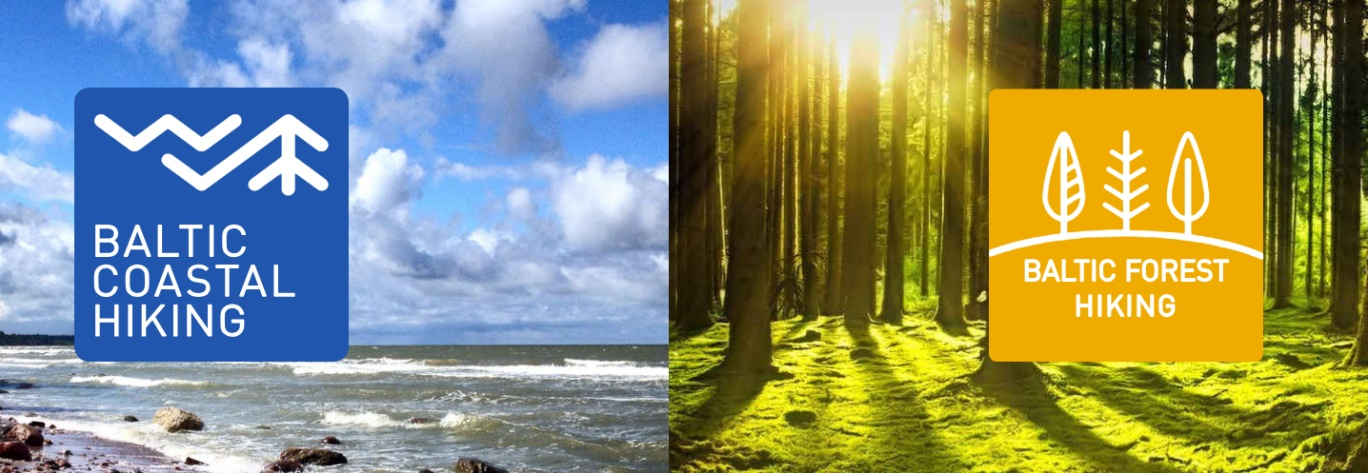 BALTIC
COASTAL
HIKING
BALTIC FOREST
HIKING